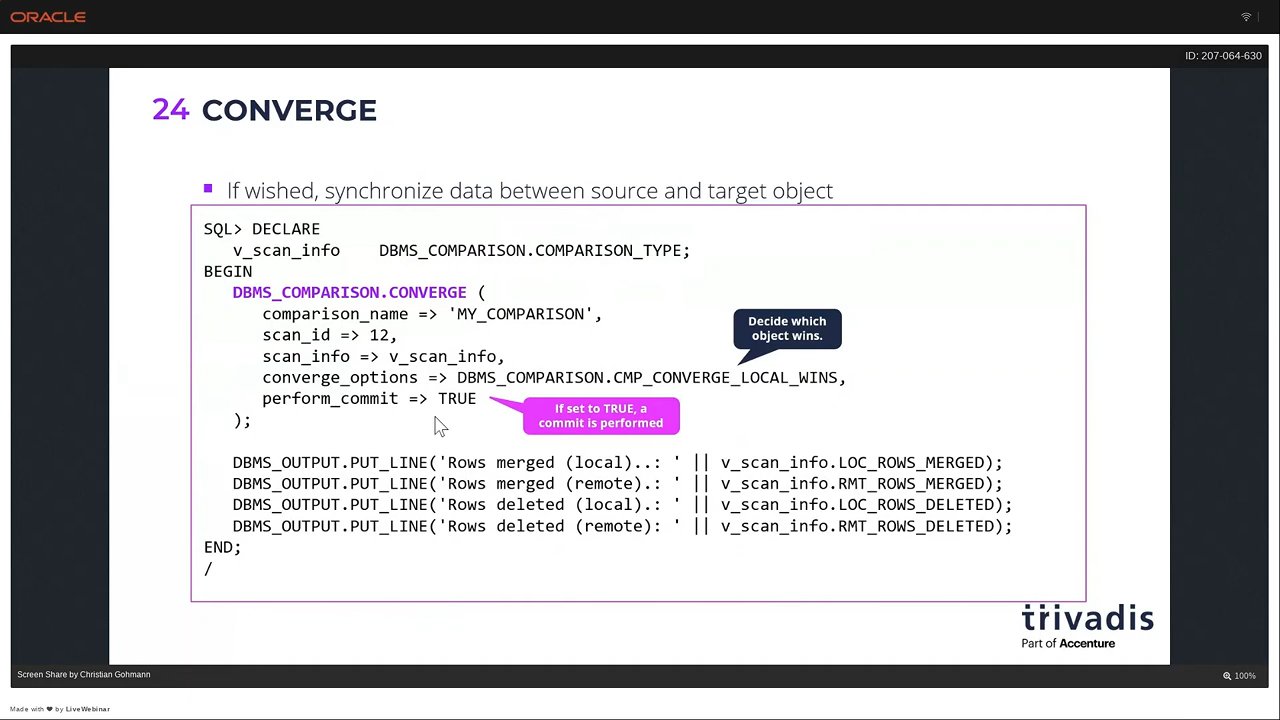 ORACLE
ID: 207-064-630
24 CONVERGE
If wished, synchronize data between source and target object
SQL> DECLARE
v_scan_info DBMS_COMPARISON.COMPARISON_TYPE;
BEGIN
DBMS_COMPARISON.CONVERGE (
comparison_name => 'MY_COMPARISON',
scan_id => 12,
scan_info => v_scan_info,
converge_options => DBMS_COMPARISON.CMP_CONVERGE_LOCAL_WINS,
perform_commit => TRUE
);
Decide which
object wins.
If set to TRUE, a
commit is performed
DBMS_OUTPUT.PUT_LINE('Rows merged (local)..: ' || v_scan_info.LOC_ROWS_MERGED);
DBMS_OUTPUT.PUT_LINE('Rows merged (remote).: ' || v_scan_info.RMT_ROWS_MERGED);
DBMS_OUTPUT.PUT_LINE('Rows deleted (local).: ' || v_scan_info.LOC_ROWS_DELETED);
DBMS_OUTPUT.PUT_LINE('Rows deleted (remote): ' || v_scan_info.RMT_ROWS_DELETED);
END;
/
trivadis
Part of Accenture
Screen Share by Christian Gohmann
100%
Made with ❤ by LiveWebinar